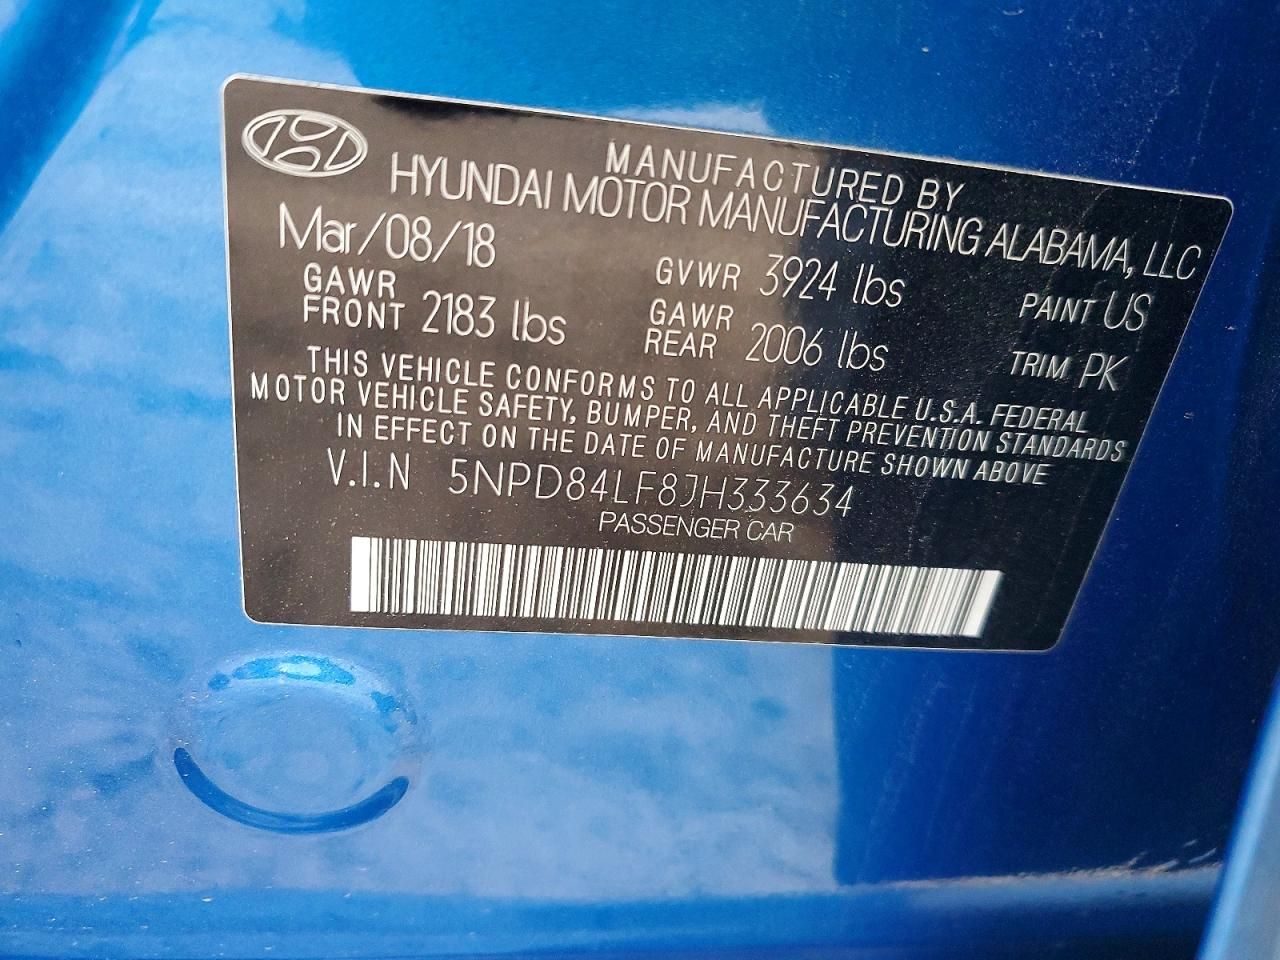 MANUFACTURED BY
HYUNDAI MOTOR MANUFACTURING ALABAMA, LLC
Mar/08/18 GVWR 3924 lbs PAINT US
GAWR FRONT 2183 lbs GAWR REAR 2006 lbs TRIM PK
THIS VEHICLE CONFORMS TO ALL APPLICABLE U.S.A. FEDERAL
MOTOR VEHICLE SAFETY, BUMPER, AND THEFT PREVENTION STANDARDS
IN EFFECT ON THE DATE OF MANUFACTURE SHOWN ABOVE
V.I.N 5NPD84LF8JH333634
PASSENGER CAR